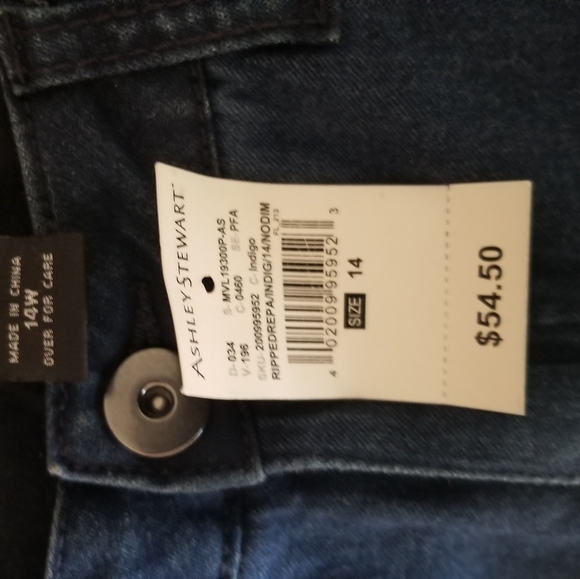 MADE IN CHINA
14W
OVER FOR CARE
ASHLEY STEWART
D-034 S-MVL19300P-AS
V-196 C-0460 SE-PFA
SKU-200995952 C-Indigo
RIPPEDREPA/INDIG/14/NODIM
FL_213
4 02009 95952 3
SIZE 14
$54.50